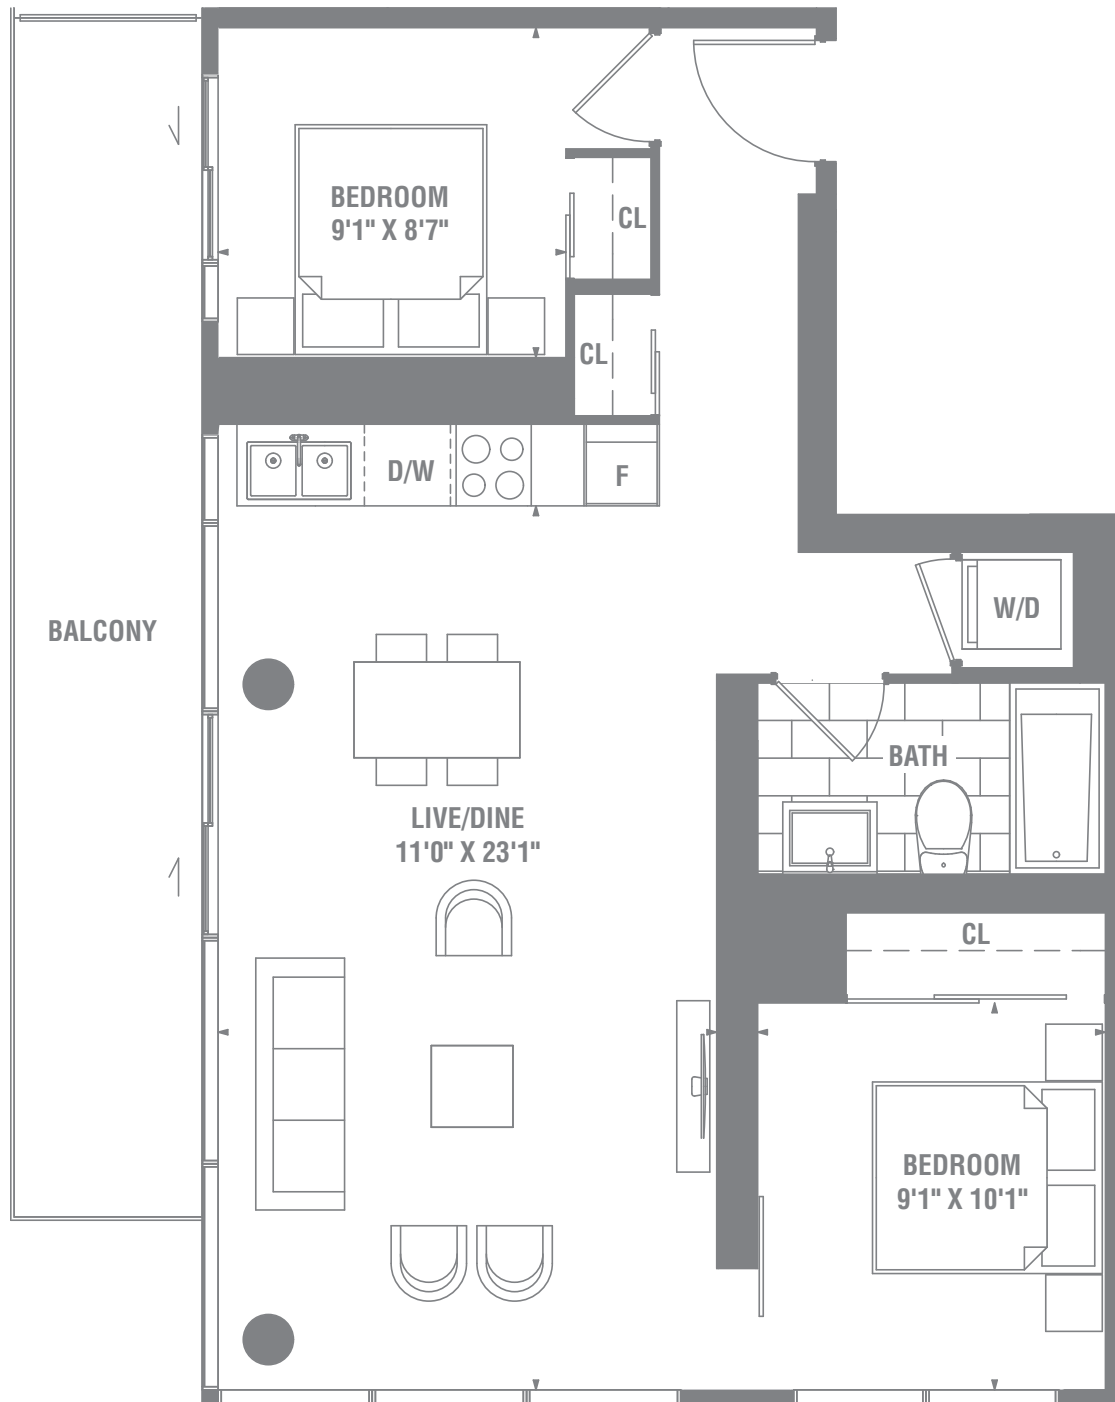 BEDROOM
9'1" X 8'7"
CL
CL
D/W
F
BALCONY
W/D
BATH
LIVE/DINE
11'0" X 23'1"
CL
BEDROOM
9'1" X 10'1"